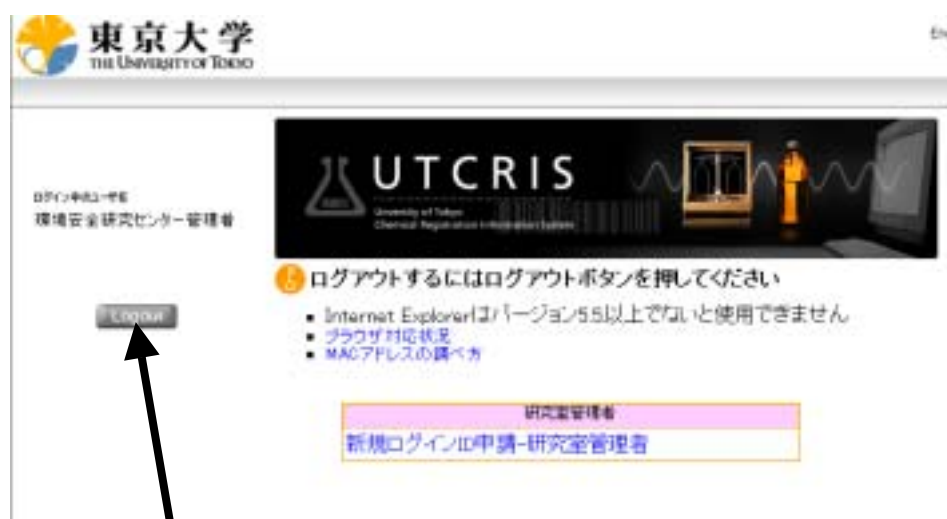 東京大学
THE UNIVERSITY OF TOKYO
ログイン中のユーザ名
環境安全研究センター管理者
Logout
UTCRIS
University of Tokyo
Chemical Registration Information System
ログアウトするにはログアウトボタンを押してください
Internet Explorerはバージョン5.5以上でないと使用できません
ブラウザ対応状況
MACアドレスの調べ方
研究室管理者
新規ログインID申請-研究室管理者